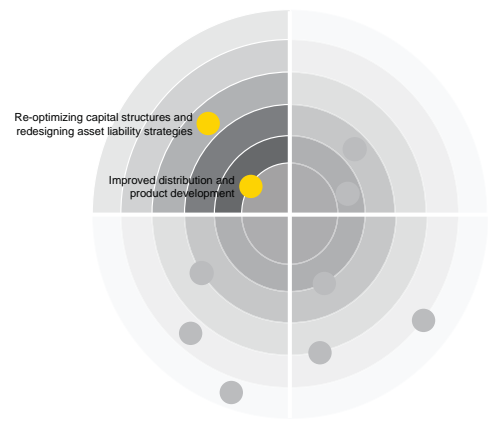 Re-optimizing capital structures and
redesigning asset liability strategies
Improved distribution and
product development